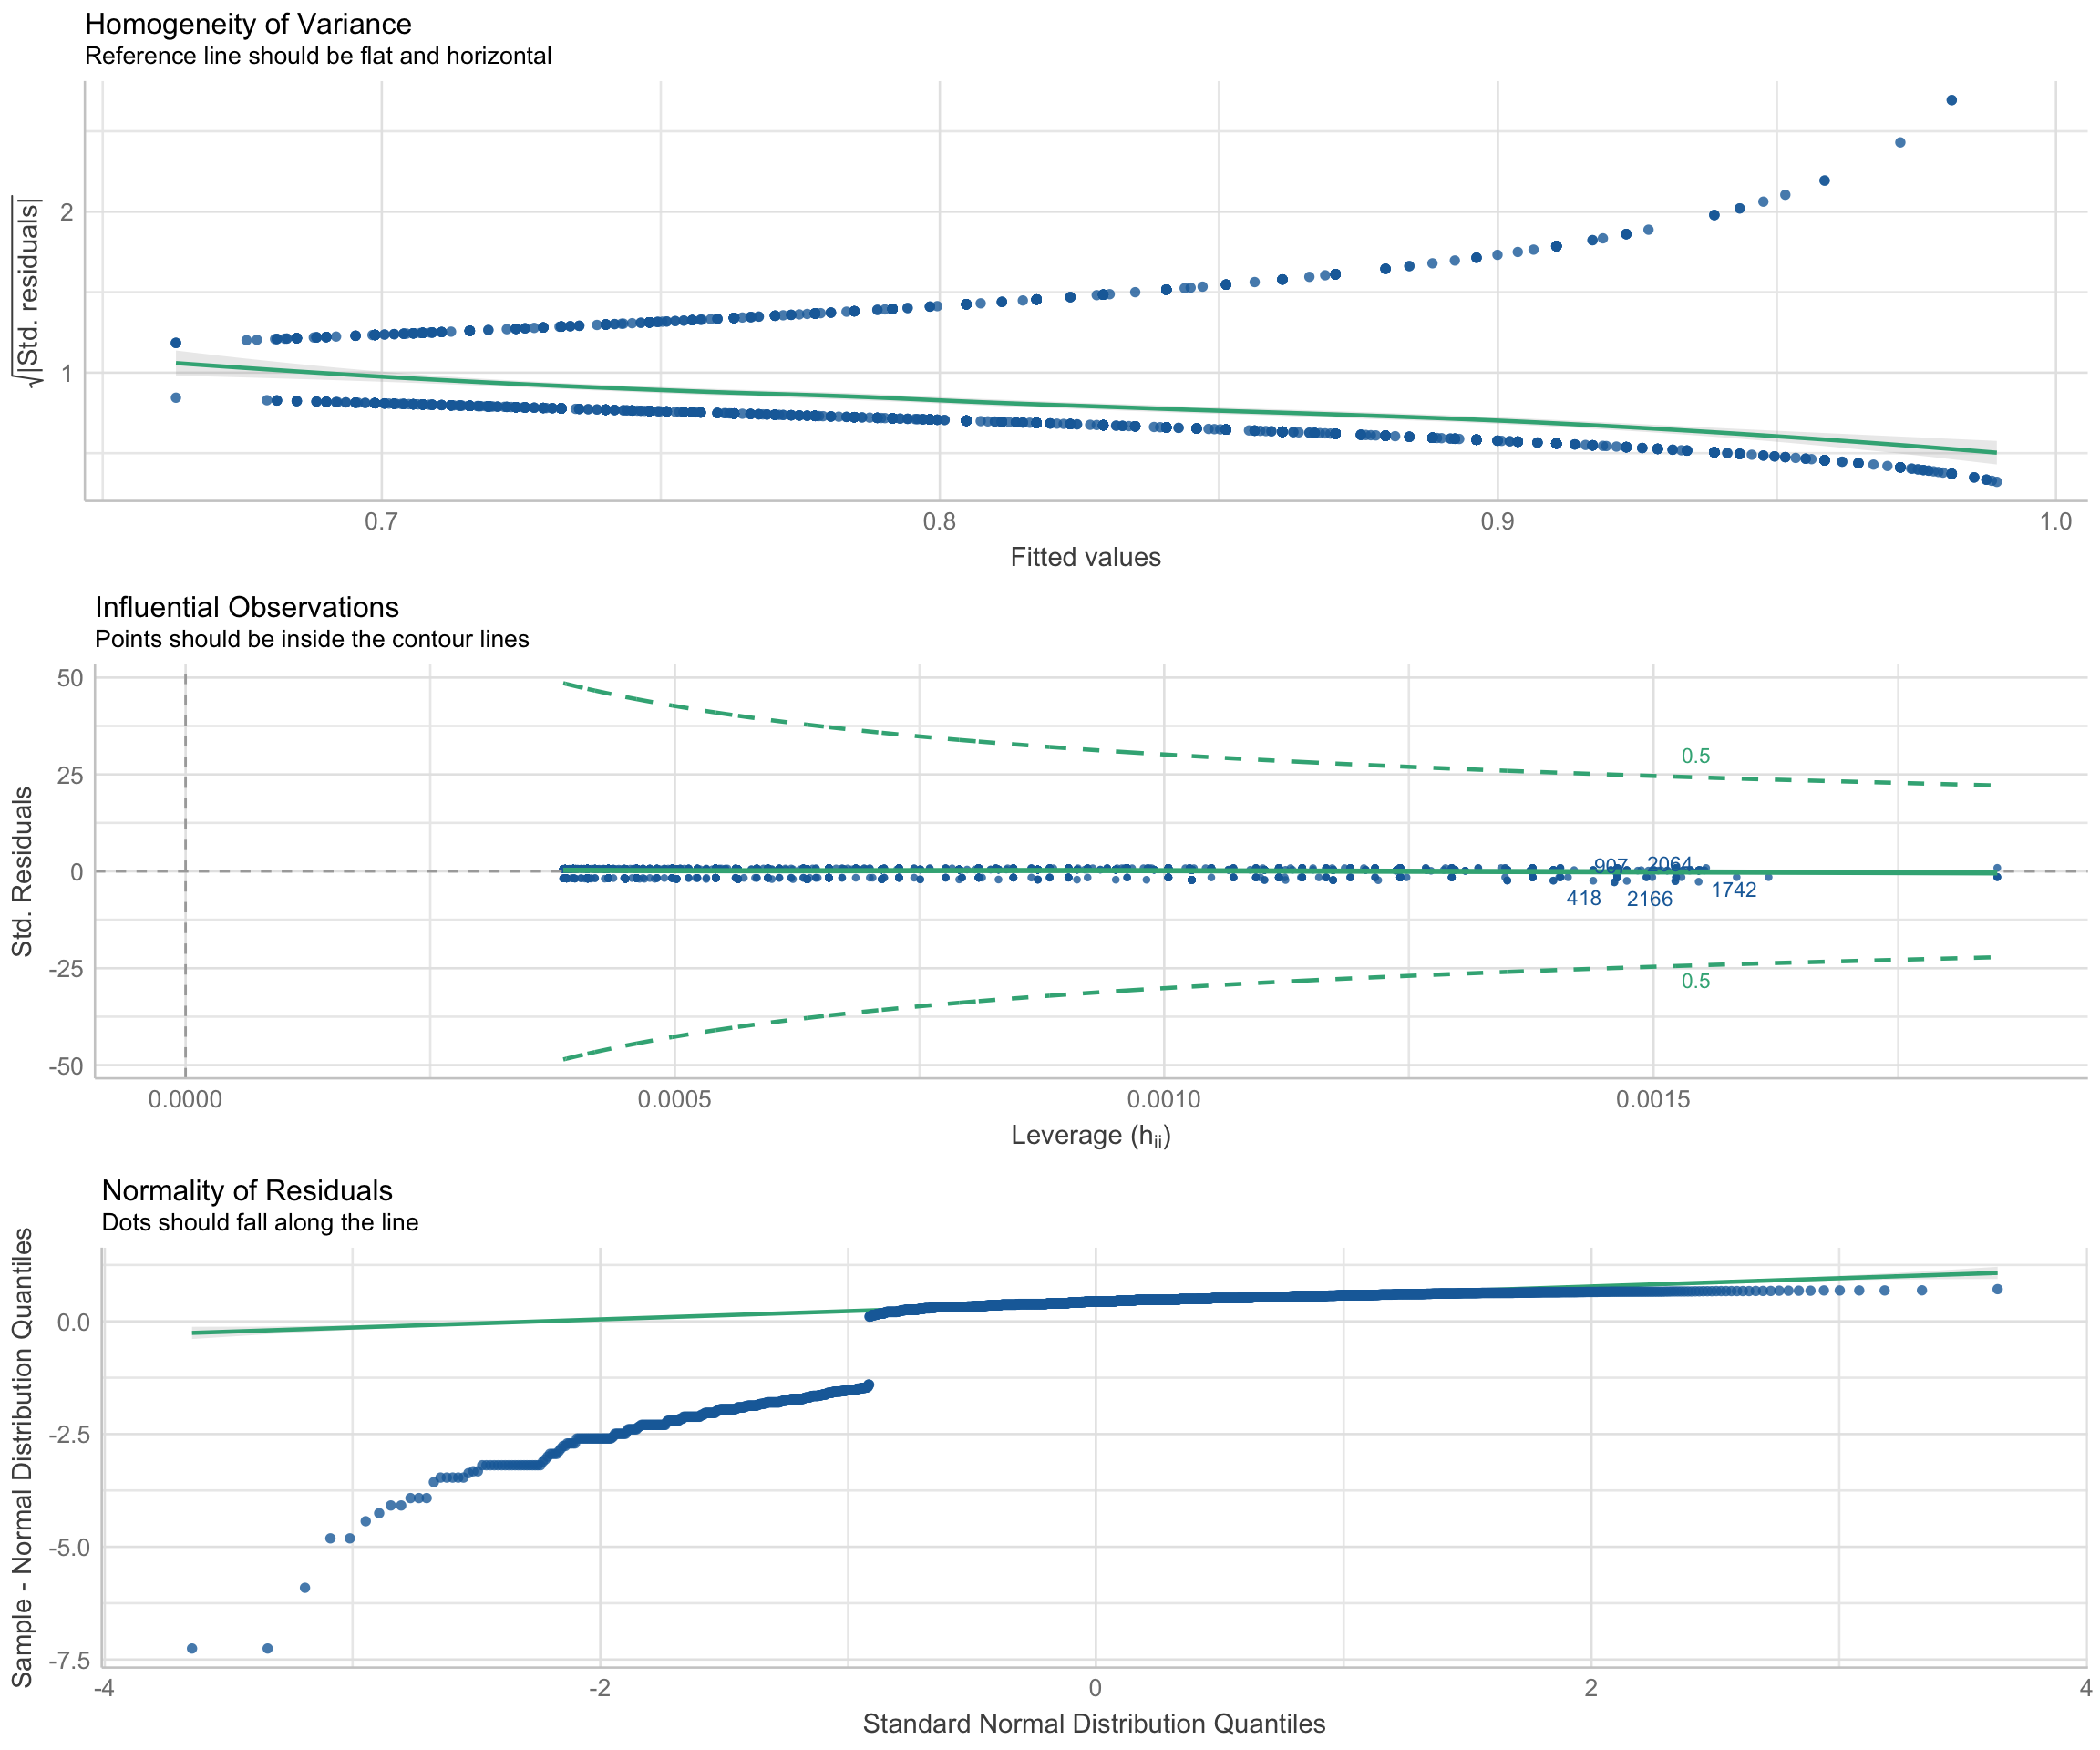 Homogeneity of Variance
Reference line should be flat and horizontal
√|Std. residuals|
2
1
0.7
0.8
0.9
1.0
Fitted values
Influential Observations
Points should be inside the contour lines
Std. Residuals
50
25
0
-25
-50
0.5
907
2064
418
2166
1742
0.5
0.0000
0.0005
0.0010
0.0015
Leverage (hii)
Normality of Residuals
Dots should fall along the line
Sample - Normal Distribution Quantiles
0.0
-2.5
-5.0
-7.5
-4
-2
0
2
4
Standard Normal Distribution Quantiles